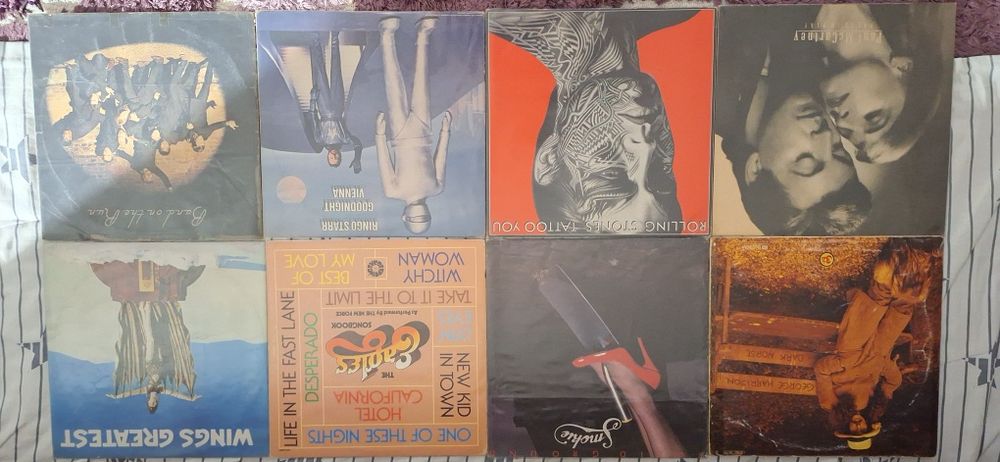 Band on the Run
RINGO STARR
GOODNIGHT
VIENNA
ROLLING STONES TATTOO YOU
Paul McCartney
WINGS GREATEST
ONE OF THESE NIGHTS
HOTEL
CALIFORNIA
NEW KID
IN TOWN
THE
Eagles
SONGBOOK
As Performed By THE NEW FORCE
DESPERADO
LIFE IN THE FAST LANE
TAKE IT TO THE LIMIT
WITCHY
WOMAN
BEST OF
MY LOVE
LYIN'
EYES
Smokie
GEORGE HARRISON
DARK HORSE